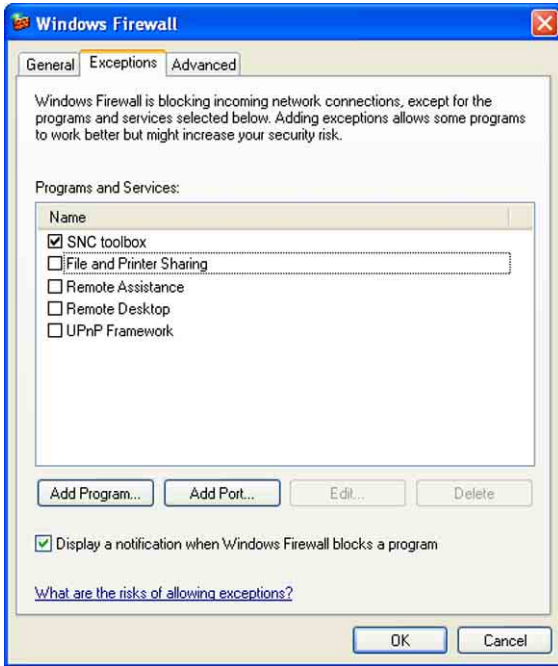 Windows Firewall
General Exceptions Advanced
Windows Firewall is blocking incoming network connections, except for the
programs and services selected below. Adding exceptions allows some programs
to work better but might increase your security risk.
Programs and Services:
Name
SNC toolbox
File and Printer Sharing
Remote Assistance
Remote Desktop
UPnP Framework
Add Program... Add Port... Edit... Delete
Display a notification when Windows Firewall blocks a program
What are the risks of allowing exceptions?
OK Cancel